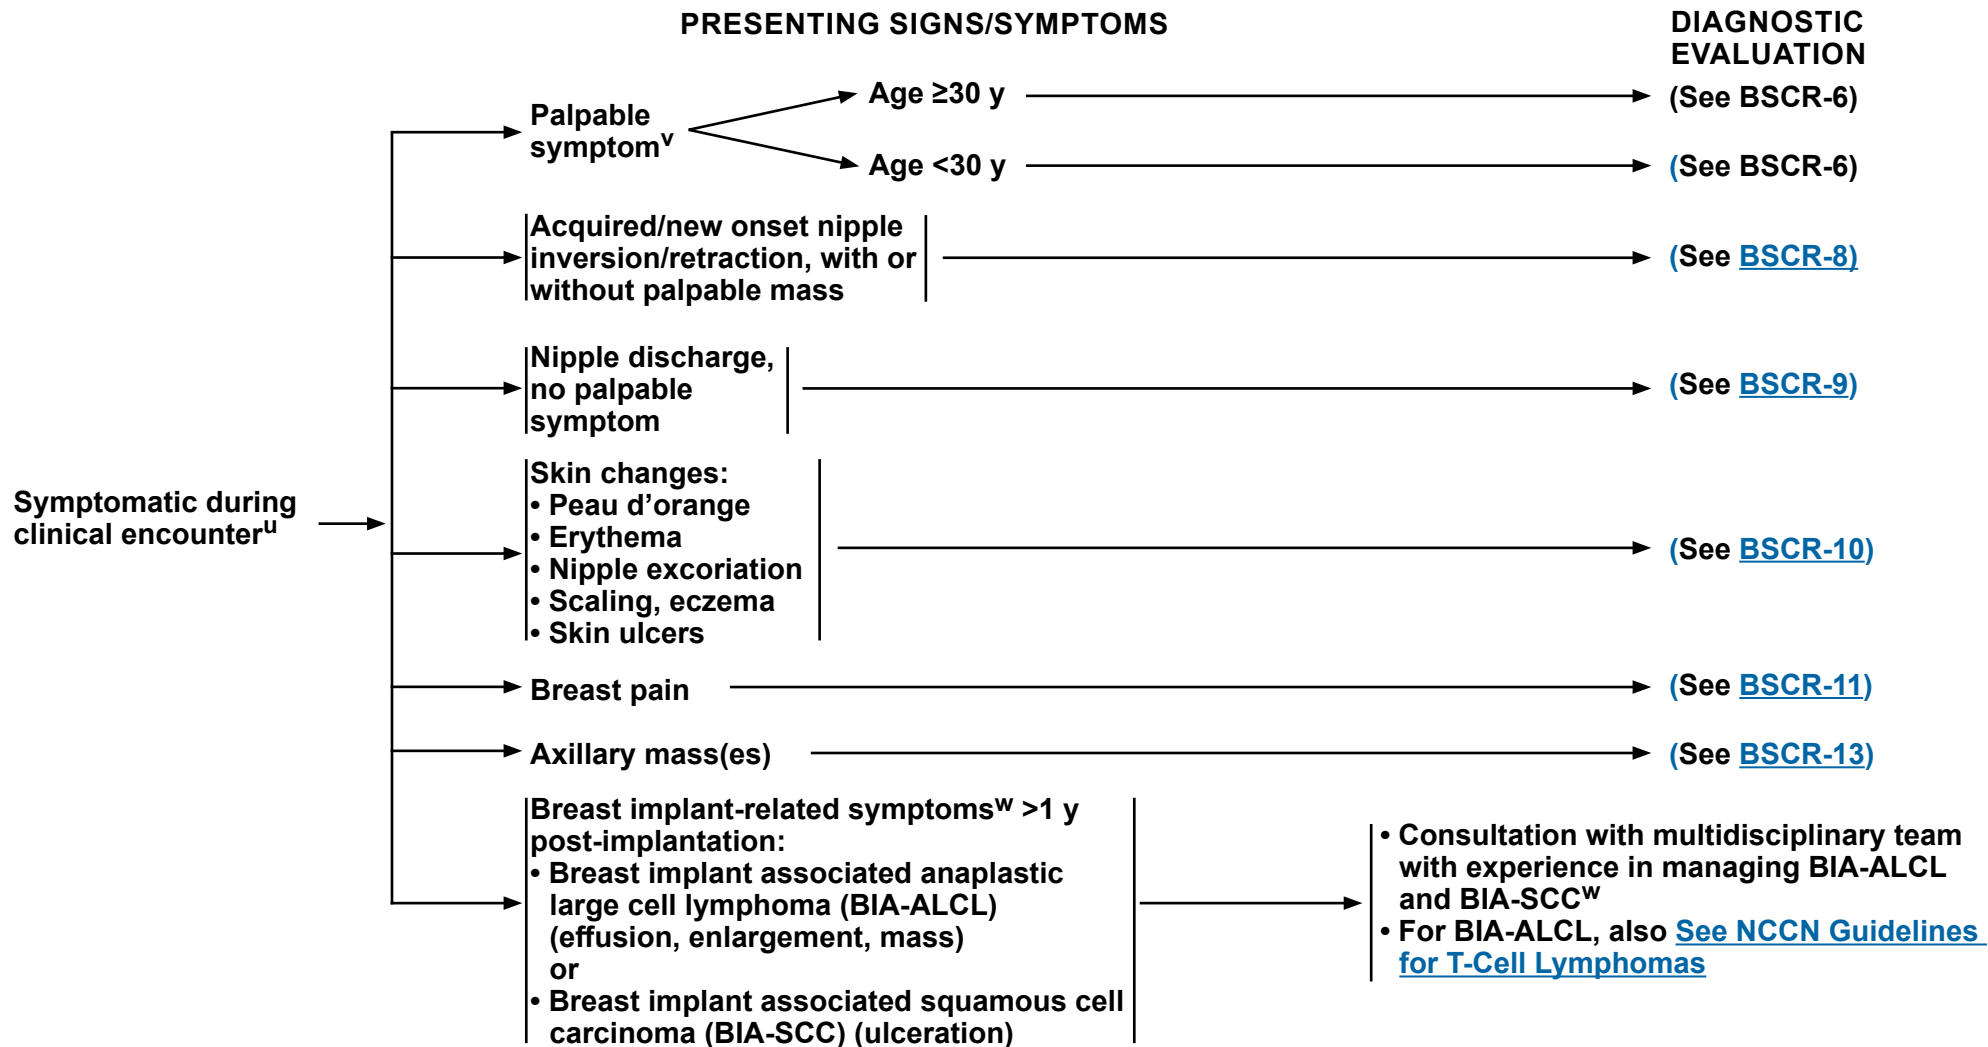 PRESENTING SIGNS/SYMPTOMS
DIAGNOSTIC
EVALUATION
Symptomatic during
clinical encounterᵘ
Palpable
symptomᵛ
Age ≥30 y
(See BSCR-6)
Age <30 y
(See BSCR-6)
Acquired/new onset nipple
inversion/retraction, with or
without palpable mass
(See BSCR-8)
Nipple discharge,
no palpable
symptom
(See BSCR-9)
Skin changes:
• Peau d’orange
• Erythema
• Nipple excoriation
• Scaling, eczema
• Skin ulcers
(See BSCR-10)
Breast pain
(See BSCR-11)
Axillary mass(es)
(See BSCR-13)
Breast implant-related symptomsʷ >1 y
post-implantation:
• Breast implant associated anaplastic
large cell lymphoma (BIA-ALCL)
(effusion, enlargement, mass)
or
• Breast implant associated squamous cell
carcinoma (BIA-SCC) (ulceration)
• Consultation with multidisciplinary team
with experience in managing BIA-ALCL
and BIA-SCCʷ
• For BIA-ALCL, also See NCCN Guidelines
for T-Cell Lymphomas